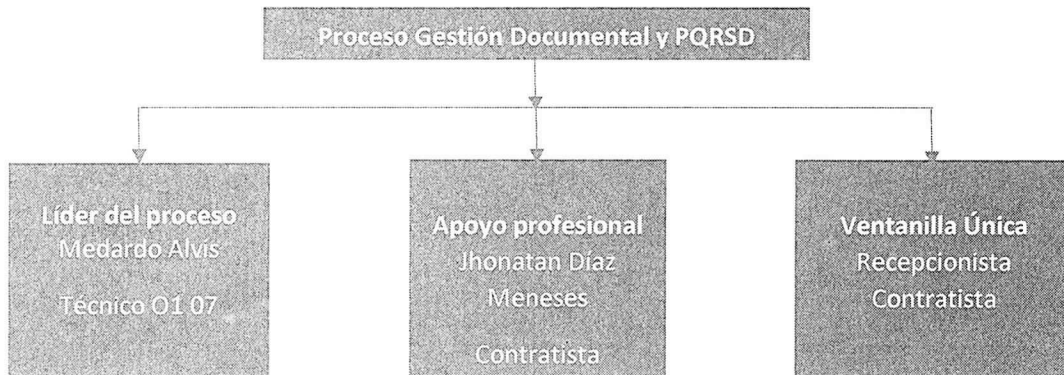 Proceso Gestión Documental y PQRSD
Líder del proceso
Medardo Alvis
Técnico O1 07
Apoyo profesional
Jhonatan Díaz
Meneses
Contratista
Ventanilla Única
Recepcionista
Contratista